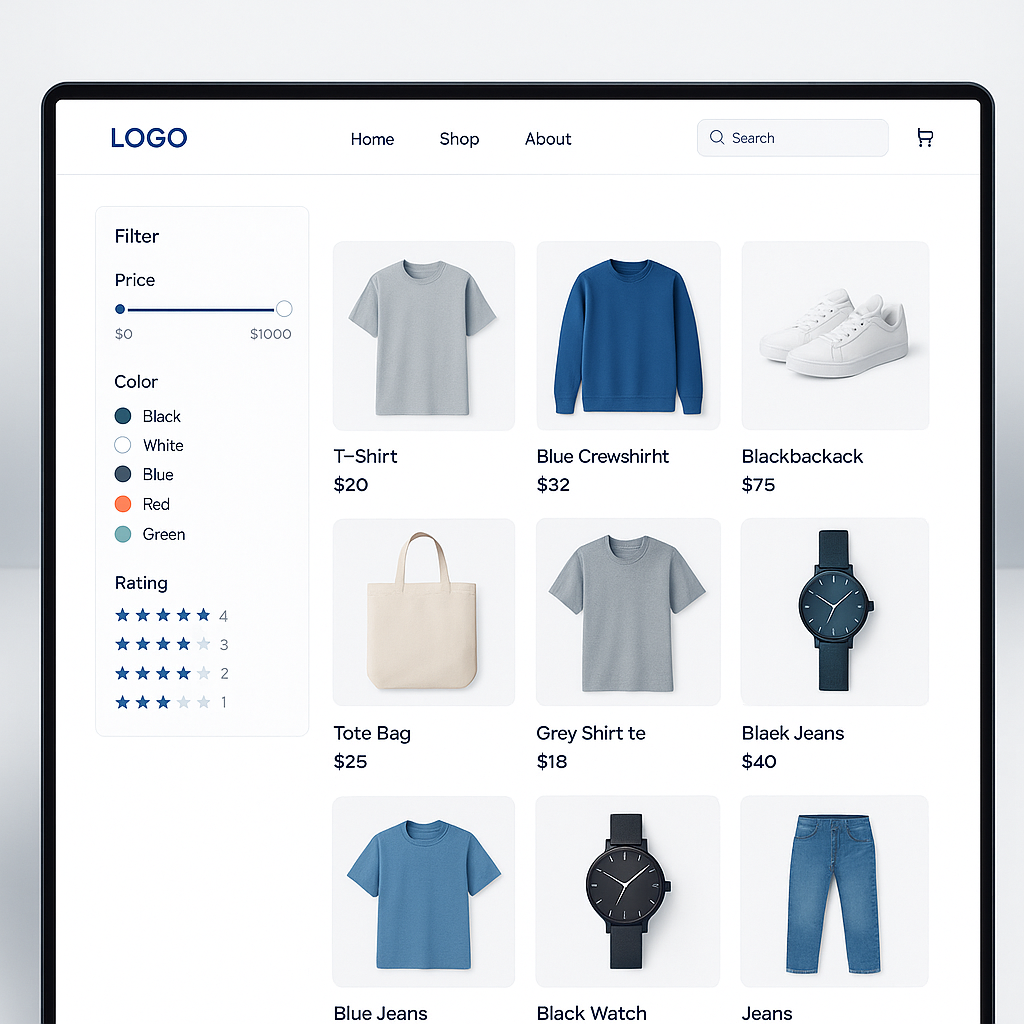 LOGO
Home Shop About
Search
Filter
Price
$0 $1000
Color
Black
White
Blue
Red
Green
Rating
4
3
2
1
T–Shirt Blue Crewshirht Blackbackack
$20 $32 $75
Tote Bag Grey Shirt te Blaek Jeans
$25 $18 $40
Blue Jeans Black Watch Jeans